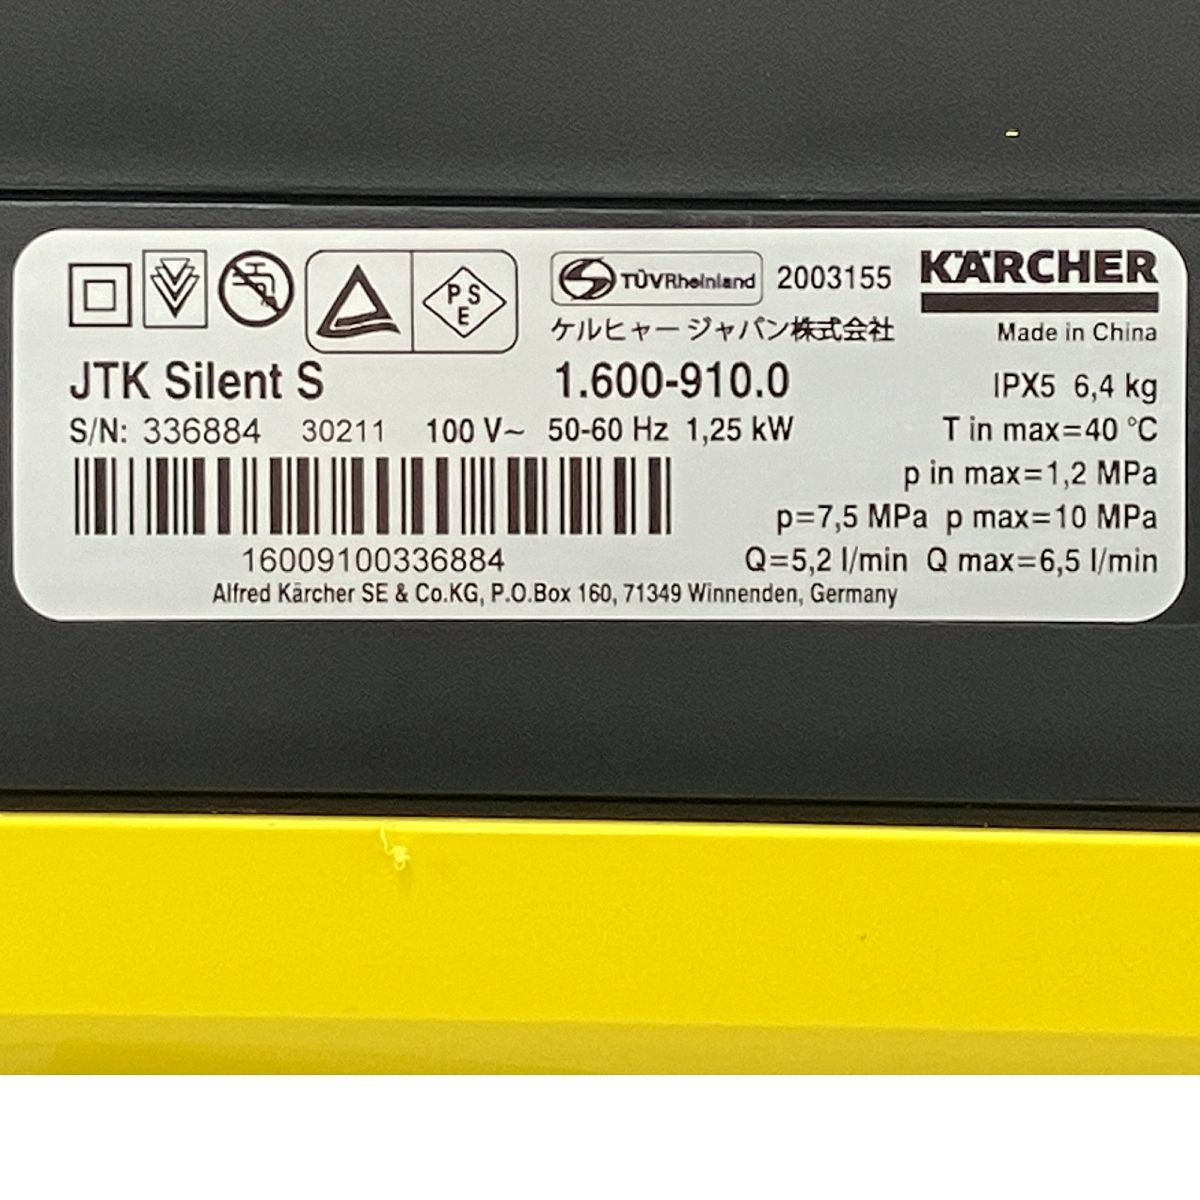 P S E
TÜVRheinland 2003155
KÄRCHER
ケルヒャー ジャパン株式会社
Made in China
JTK Silent S 1.600-910.0 IPX5 6,4 kg
S/N: 336884 30211 100 V~ 50-60 Hz 1,25 kW T in max=40 °C
p in max=1,2 MPa
p=7,5 MPa p max=10 MPa
16009100336884 Q=5,2 l/min Q max=6,5 l/min
Alfred Kärcher SE & Co.KG, P.O.Box 160, 71349 Winnenden, Germany